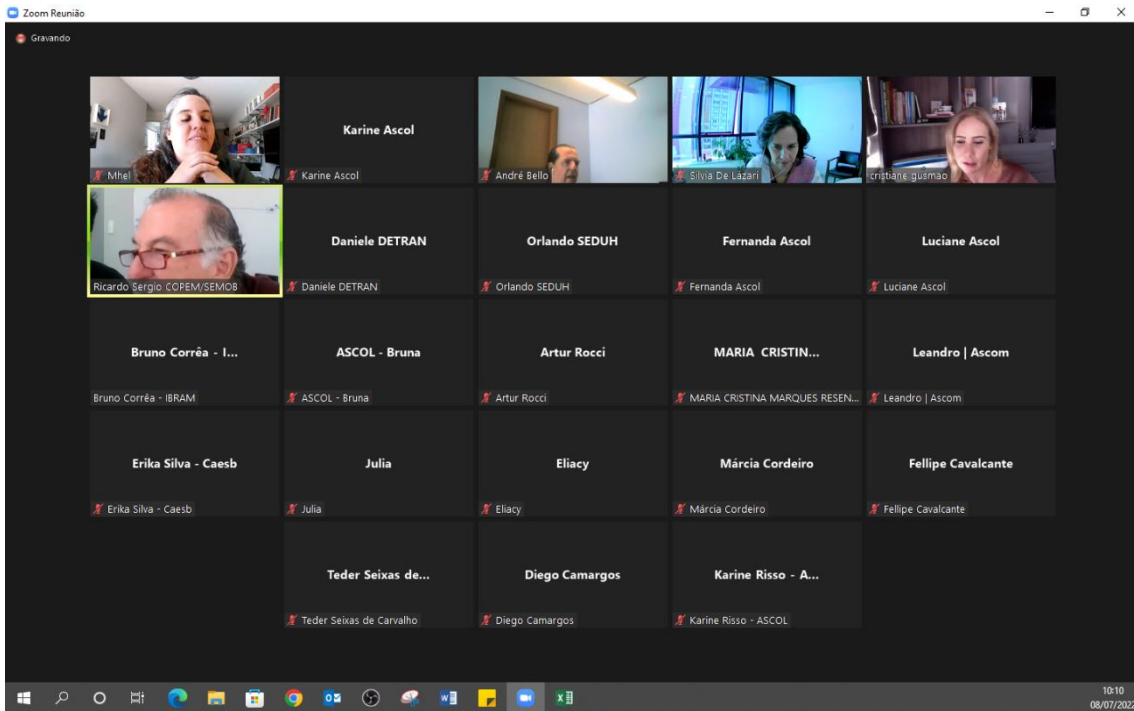 Zoom Reunião
Gravando
Mhel
Karine Ascol
Karine Ascol
André Bello
Silvia De Lázari
cristiane gusmao
Ricardo Sergio COPEM/SEMOB
Daniele DETRAN
Daniele DETRAN
Orlando SEDUH
Orlando SEDUH
Fernanda Ascol
Fernanda Ascol
Luciane Ascol
Luciane Ascol
Bruno Corrêa - I...
Bruno Corrêa - IBRAM
ASCOL - Bruna
ASCOL - Bruna
Artur Rocci
Artur Rocci
MARIA CRISTIN...
MARIA CRISTINA MARQUES RESEN...
Leandro | Ascom
Leandro | Ascom
Erika Silva - Caesb
Erika Silva - Caesb
Julia
Julia
Eliacy
Eliacy
Márcia Cordeiro
Márcia Cordeiro
Fellipe Cavalcante
Fellipe Cavalcante
Teder Seixas de...
Teder Seixas de Carvalho
Diego Camargos
Diego Camargos
Karine Risso - A...
Karine Risso - ASCOL
10:10
08/07/2022